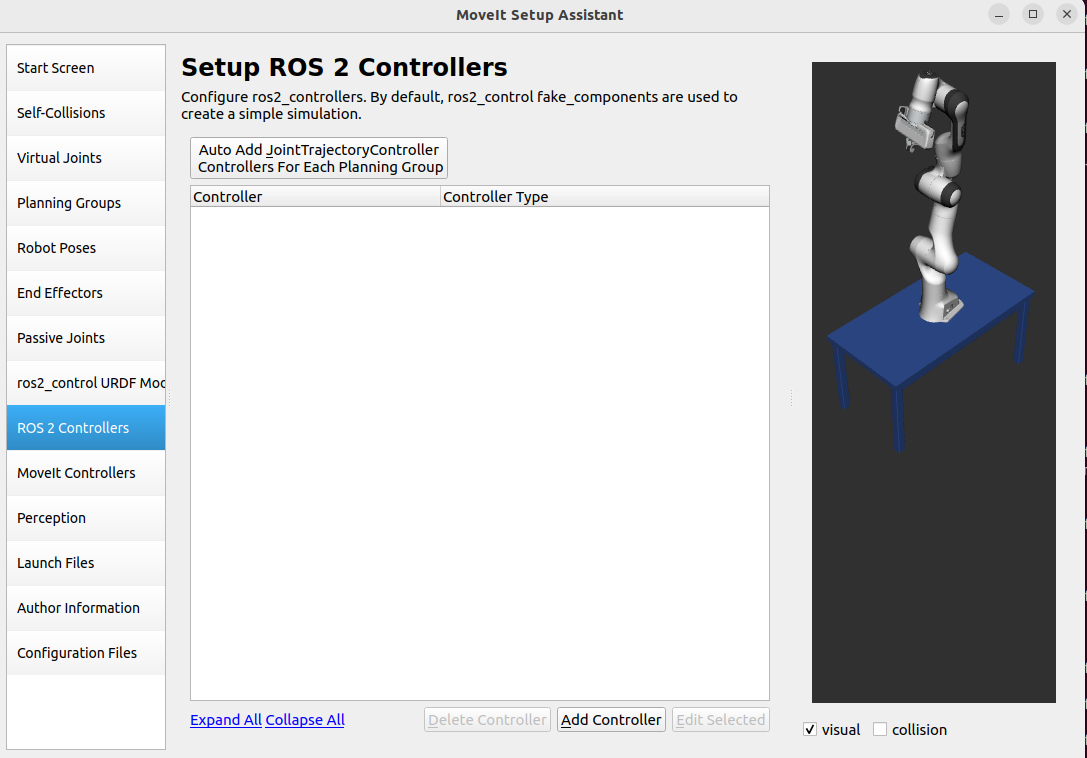 MoveIt Setup Assistant
Start Screen
Self-Collisions
Virtual Joints
Planning Groups
Robot Poses
End Effectors
Passive Joints
ros2_control URDF Moc
ROS 2 Controllers
MoveIt Controllers
Perception
Launch Files
Author Information
Configuration Files
Setup ROS 2 Controllers
Configure ros2_controllers. By default, ros2_control fake_components are used to
create a simple simulation.
Auto Add JointTrajectoryController
Controllers For Each Planning Group
Controller Controller Type
Expand All Collapse All Delete Controller Add Controller Edit Selected
visual collision